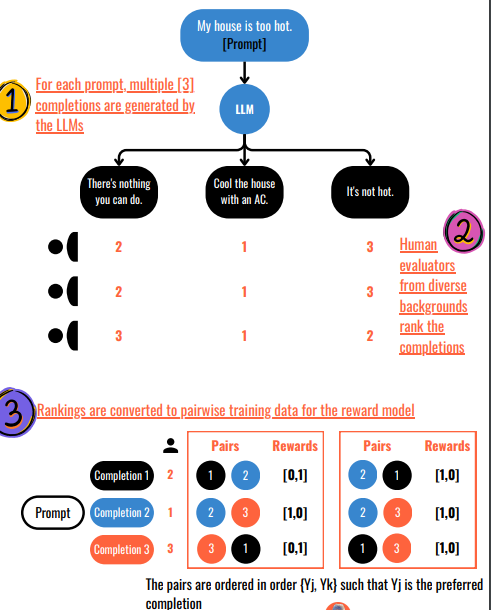 My house is too hot.
[Prompt]
1
For each prompt, multiple [3]
completions are generated by
the LLMs
LLM
There's nothing
you can do.
Cool the house
with an AC.
It's not hot.
2
2 1 3
2 1 3
3 1 2
Human
evaluators
from diverse
backgrounds
rank the
completions
3
Rankings are converted to pairwise training data for the reward model
Pairs Rewards Pairs Rewards
Completion 1 2 1 2 [0,1] 2 1 [1,0]
Prompt Completion 2 1 2 3 [1,0] 2 3 [1,0]
Completion 3 3 3 1 [0,1] 1 3 [1,0]
The pairs are ordered in order {Yj, Yk} such that Yj is the preferred
completion